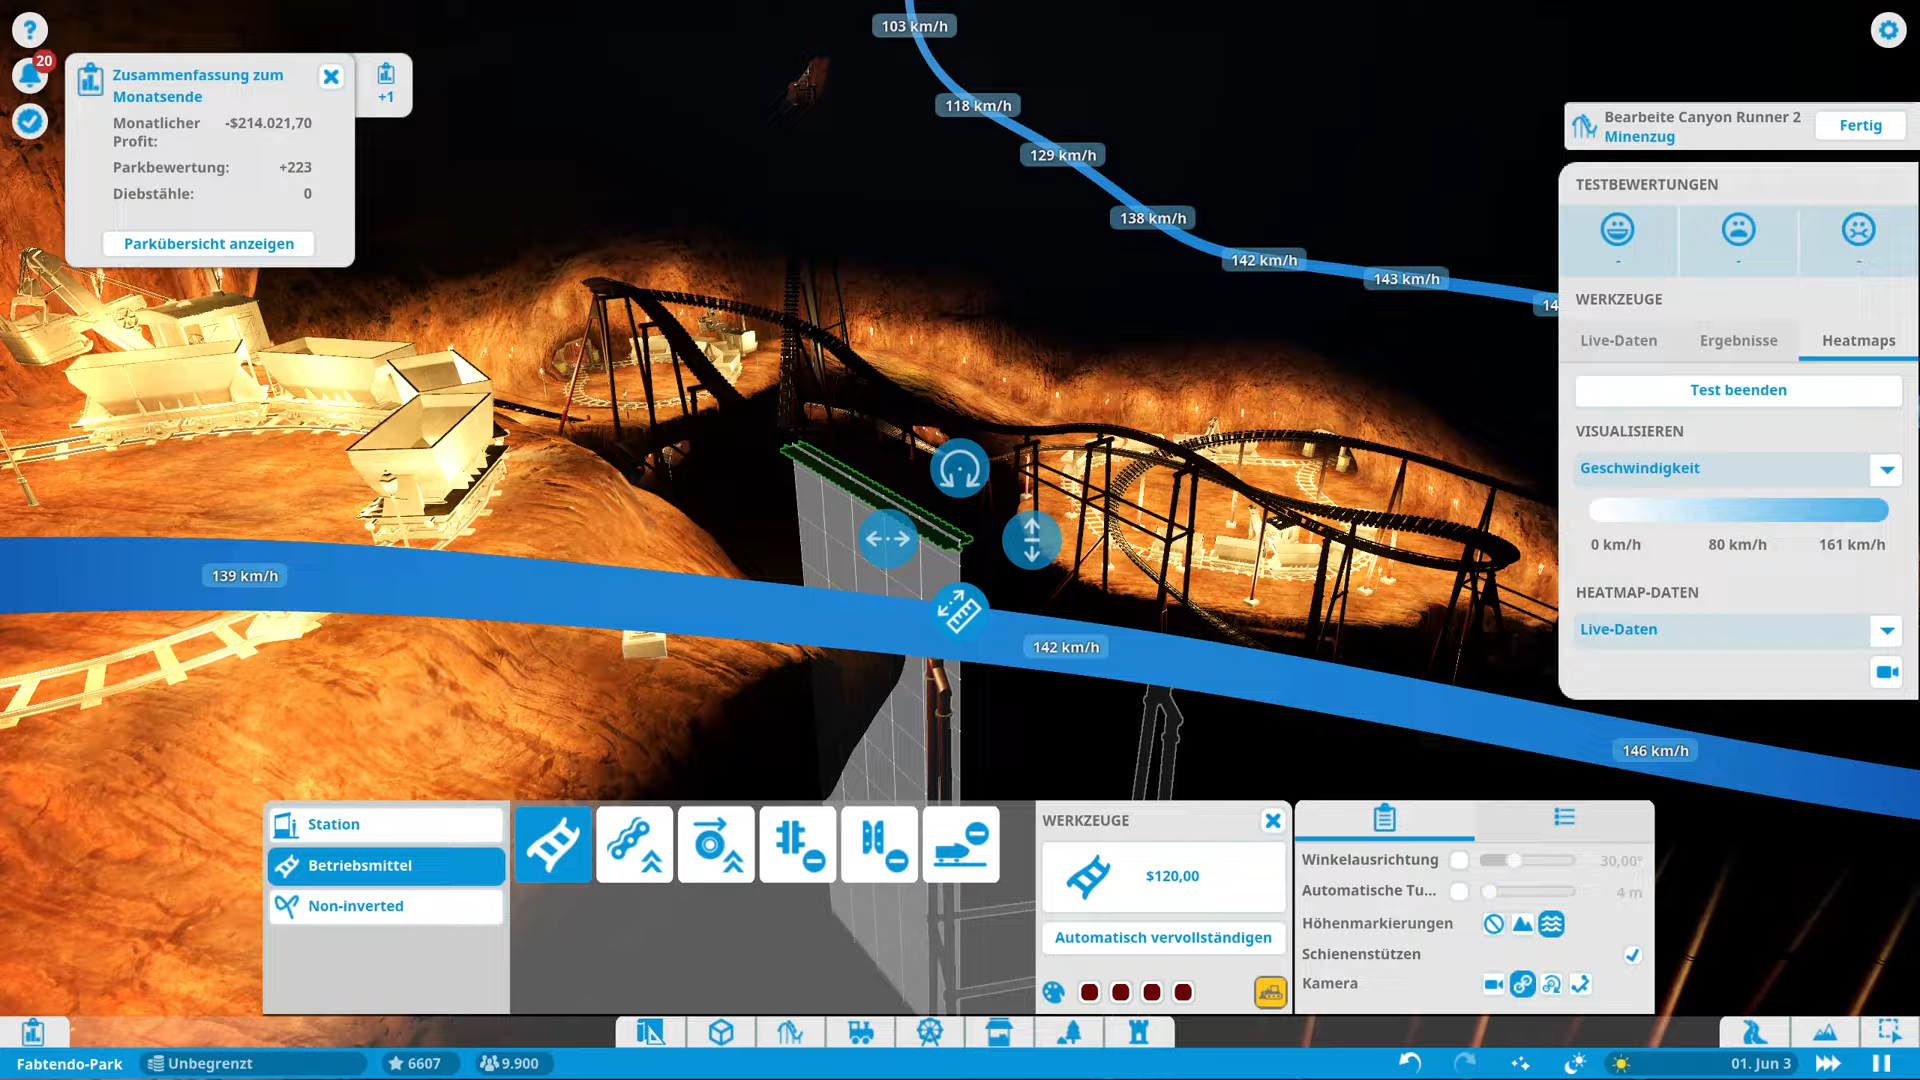 103 km/h
20
Zusammenfassung zum
Monatsende
+1
Monatlicher
Profit:
-$214.021,70
Parkbewertung:
+223
Diebstähle:
0
Parkübersicht anzeigen
118 km/h
129 km/h
138 km/h
142 km/h
143 km/h
14
Bearbeite Canyon Runner 2
Minenzug
Fertig
TESTBEWERTUNGEN
-
-
-
WERKZEUGE
Live-Daten
Ergebnisse
Heatmaps
Test beenden
VISUALISIEREN
Geschwindigkeit
0 km/h
80 km/h
161 km/h
HEATMAP-DATEN
Live-Daten
139 km/h
142 km/h
146 km/h
Station
Betriebsmittel
Non-inverted
WERKZEUGE
$120,00
Automatisch vervollständigen
Winkelausrichtung
30,00°
Automatische Tu...
4 m
Höhenmarkierungen
Schienenstützen
Kamera
Fabtendo-Park
Unbegrenzt
6607
9.900
01. Jun 3